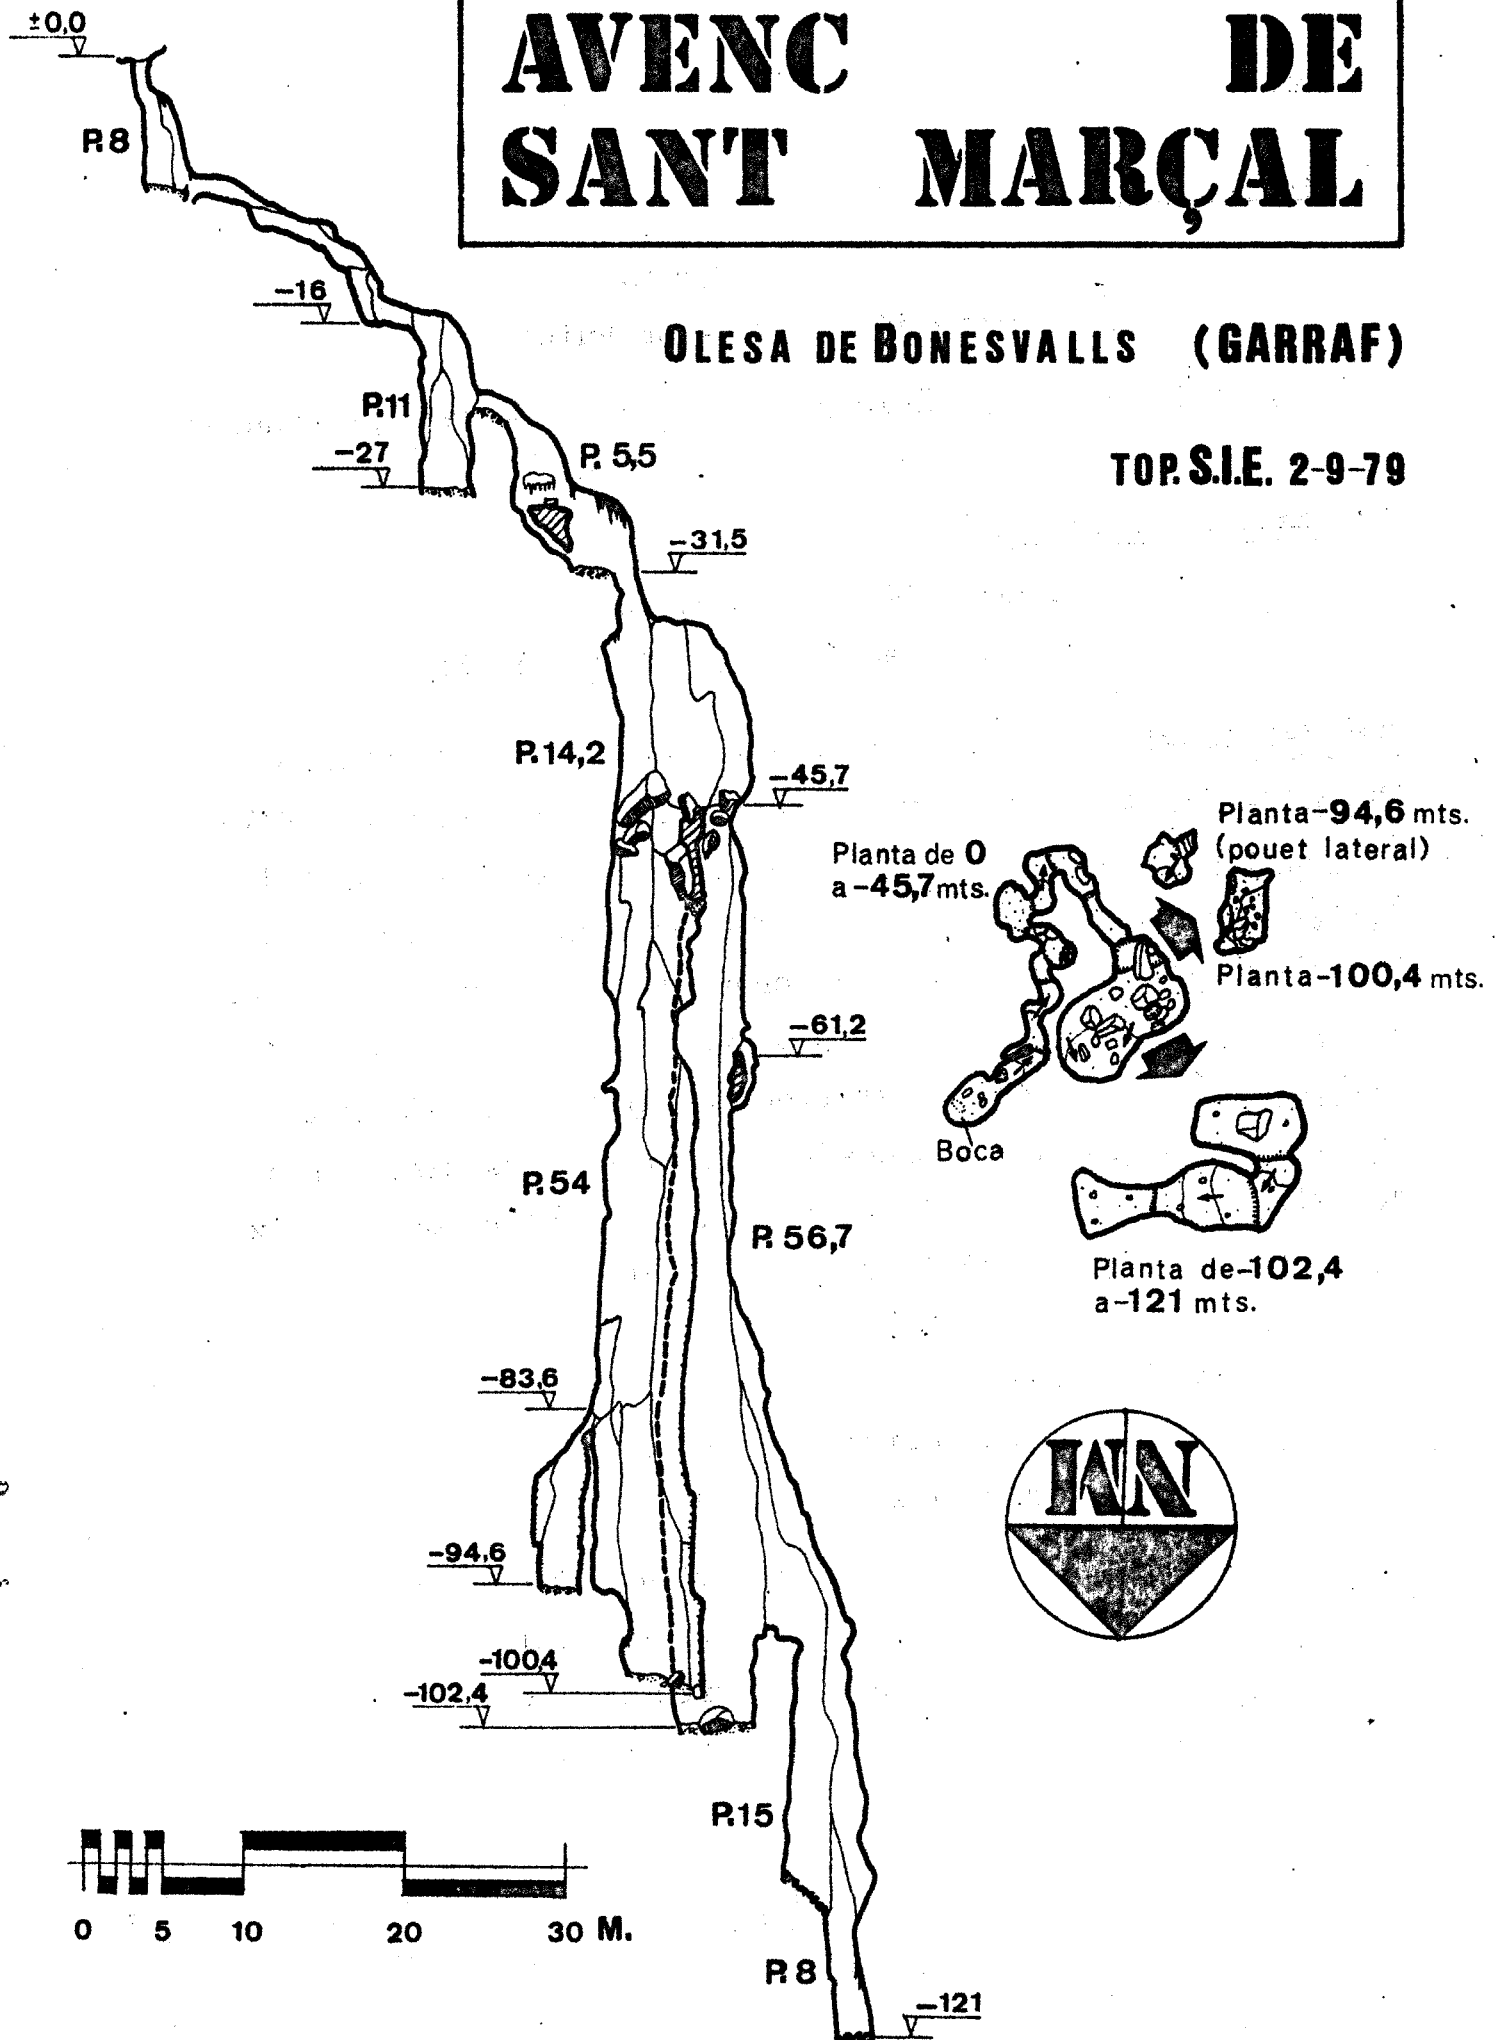 AVENC DE
SANT MARÇAL
OLESA DE BONESVALLS (GARRAF)
TOP. S.I.E. 2-9-79
±0,0
P.8
-16
P.11
-27
P. 5,5
-31,5
P.14,2
-45,7
-61,2
P.54
P. 56,7
-83,6
-94,6
-100,4
-102,4
P.15
P. 8
-121
Planta de 0
a -45,7 mts.
Planta-94,6 mts.
(pouet lateral)
Planta-100,4 mts.
8
Boca
Planta de-102,4
a-121 mts.
0 5 10 20 30 M.